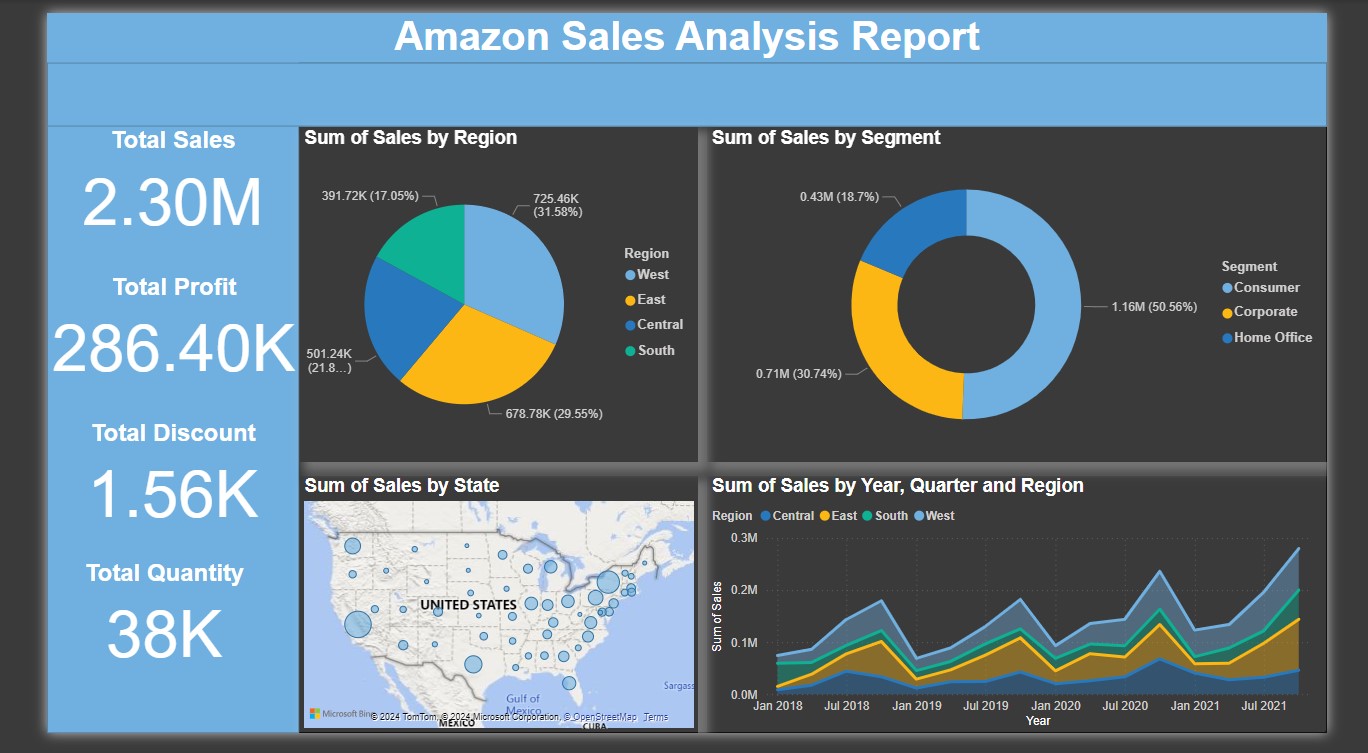 Amazon Sales Analysis Report
Total Sales
2.30M
Total Profit
286.40K
Total Discount
1.56K
Total Quantity
38K
Sum of Sales by Region
391.72K (17.05%)
725.46K
(31.58%)
501.24K
(21.8...)
678.78K (29.55%)
Region
West
East
Central
South
Sum of Sales by Segment
0.43M (18.7%)
1.16M (50.56%)
0.71M (30.74%)
Segment
Consumer
Corporate
Home Office
Sum of Sales by State
UNITED STATES
Gulf of
Mexico
Sargass
MEXICO
CUBA
Microsoft Bing
© 2024 TomTom, © 2024 Microsoft Corporation, © OpenStreetMap Terms
Sum of Sales by Year, Quarter and Region
Region Central East South West
0.3M
0.2M
0.1M
0.0M
Sum of Sales
Jan 2018 Jul 2018 Jan 2019 Jul 2019 Jan 2020 Jul 2020 Jan 2021 Jul 2021
Year